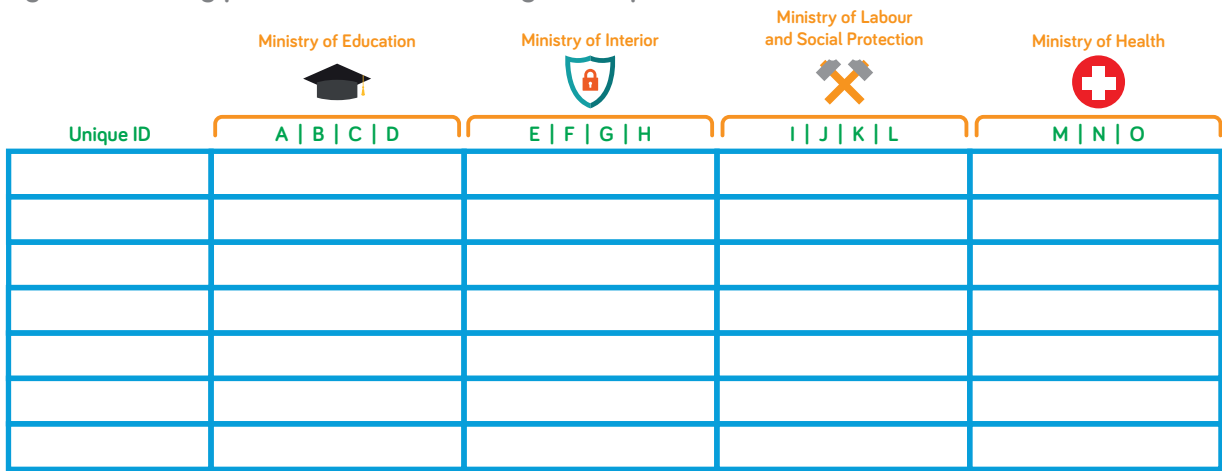 Ministry of Education
Ministry of Interior
Ministry of Labour
and Social Protection
Ministry of Health
Unique ID
A | B | C | D
E | F | G | H
I | J | K | L
M | N | O